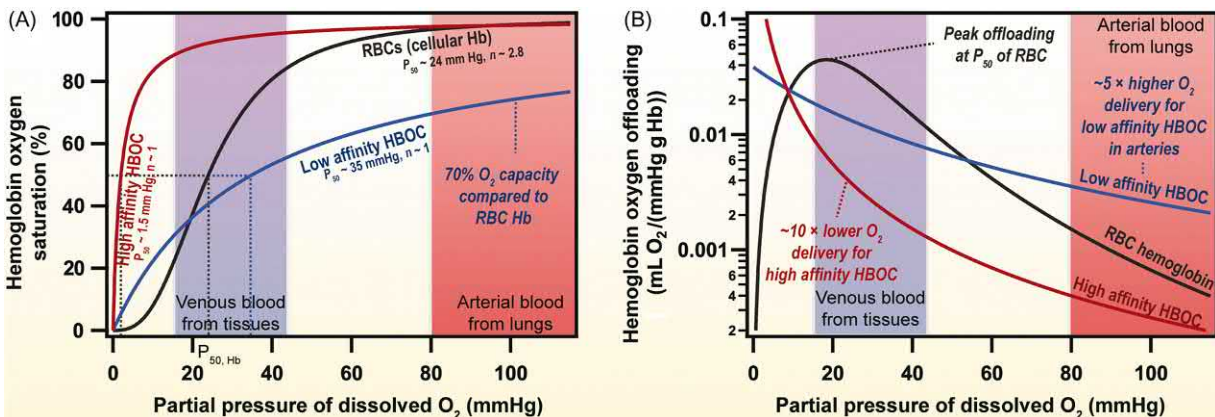 (A)
Hemoglobin oxygen
saturation (%)
100
80
60
40
20
0
High affinity HBOC
P50 ~ 1.5 mm Hg, n ~ 1
RBCs (cellular Hb)
P50 ~ 24 mm Hg, n ~ 2.8
Low affinity HBOC
P50 ~ 35 mmHg, n ~ 1
70% O2 capacity
compared to
RBC Hb
Venous blood
from tissues
Arterial blood
from lungs
P50, Hb
0 20 40 60 80 100
Partial pressure of dissolved O2 (mmHg)
(B)
Hemoglobin oxygen offloading
(mL O2/(mmHg g Hb))
0.1
4
2
0.01
4
2
0.001
4
2
Peak offloading
at P50 of RBC
Arterial blood
from lungs
~5 × higher O2
delivery for
low affinity HBOC
in arteries
Low affinity HBOC
RBC hemoglobin
High affinity HBOC
~10 × lower O2
delivery for
high affinity HBOC
Venous blood
from tissues
0 20 40 60 80 100
Partial pressure of dissolved O2 (mmHg)